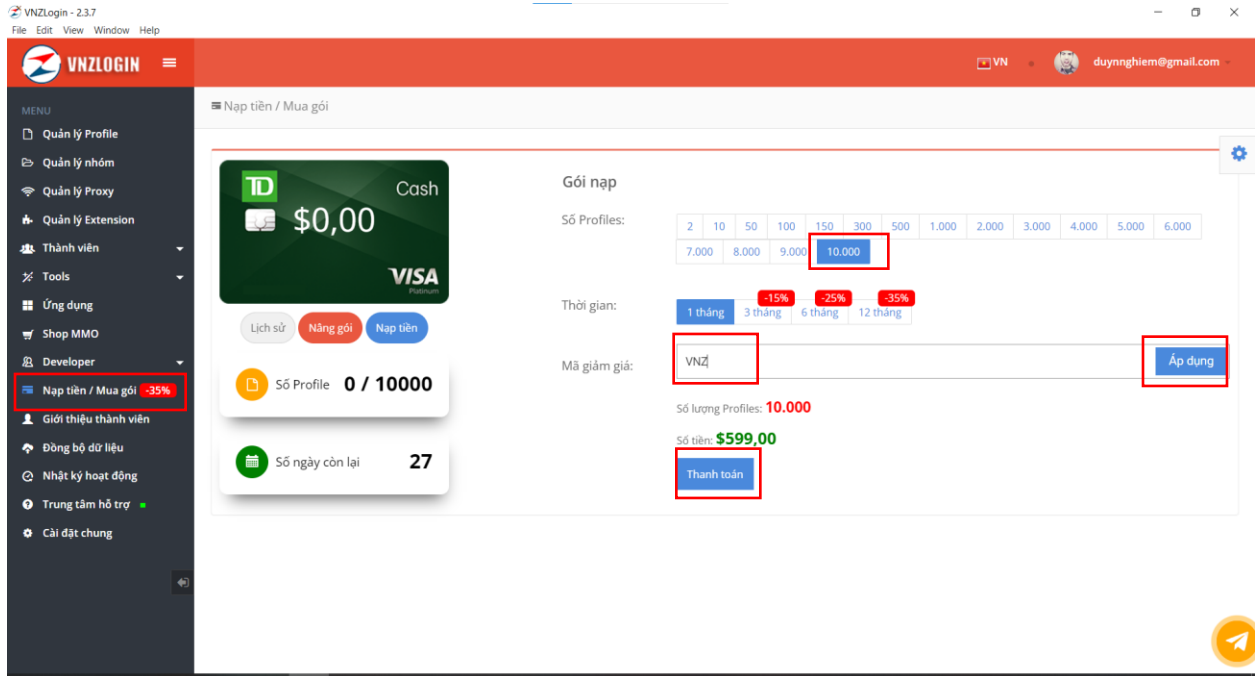 VNZLogin - 2.3.7
File Edit View Window Help
VNZLOGIN
VN
duynnghiem@gmail.com
MENU
Quản lý Profile
Quản lý nhóm
Quản lý Proxy
Quản lý Extension
Thành viên
Tools
Ứng dụng
Shop MMO
Developer
Nạp tiền / Mua gói -35%
Giới thiệu thành viên
Đồng bộ dữ liệu
Nhật ký hoạt động
Trung tâm hỗ trợ
Cài đặt chung
Nạp tiền / Mua gói
TD
Cash
$0,00
VISA
Platinum
Lịch sử Nâng gói Nạp tiền
Số Profile 0 / 10000
Số ngày còn lại 27
Gói nạp
Số Profiles:
2 10 50 100 150 300 500 1.000 2.000 3.000 4.000 5.000 6.000
7.000 8.000 9.000 10.000
-15% -25% -35%
Thời gian: 1 tháng 3 tháng 6 tháng 12 tháng
Mã giảm giá: VNZ Áp dụng
Số lượng Profiles: 10.000
Số tiền: $599,00
Thanh toán